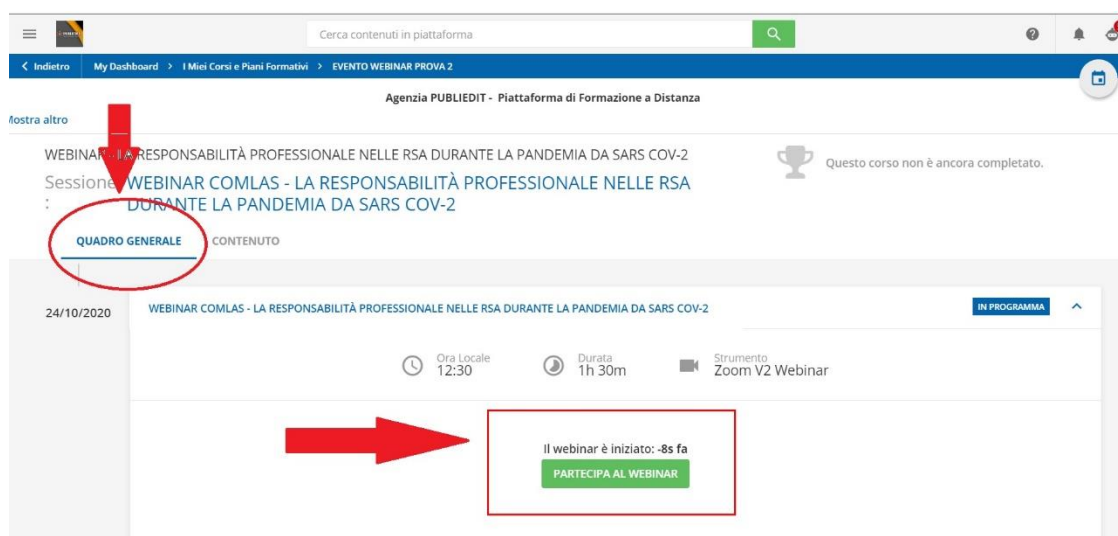 Cerca contenuti in piattaforma
Indietro My Dashboard > I Miei Corsi e Piani Formativi > EVENTO WEBINAR PROVA 2
Agenzia PUBLIEDIT - Piattaforma di Formazione a Distanza
Mostra altro
WEBINAR - LA RESPONSABILITÀ PROFESSIONALE NELLE RSA DURANTE LA PANDEMIA DA SARS COV-2
Questo corso non è ancora completato.
Sessione : WEBINAR COMLAS - LA RESPONSABILITÀ PROFESSIONALE NELLE RSA
DURANTE LA PANDEMIA DA SARS COV-2
QUADRO GENERALE CONTENUTO
24/10/2020 WEBINAR COMLAS - LA RESPONSABILITÀ PROFESSIONALE NELLE RSA DURANTE LA PANDEMIA DA SARS COV-2 IN PROGRAMMA
Ora Locale Durata Strumento
12:30 1h 30m Zoom V2 Webinar
Il webinar è iniziato: -8s fa
PARTECIPA AL WEBINAR